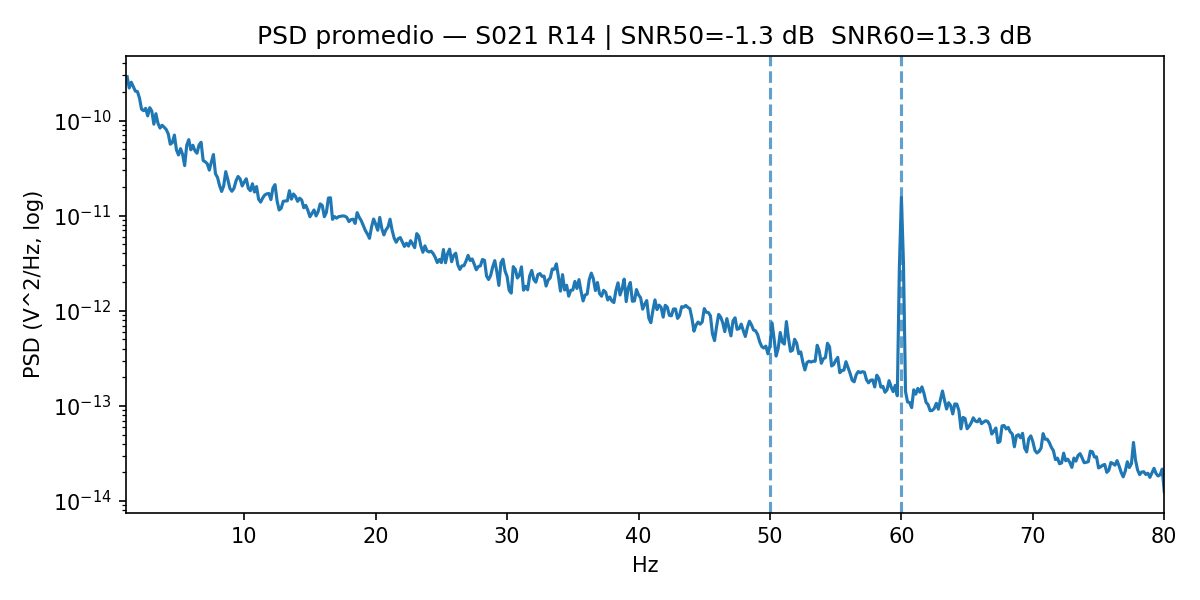 PSD promedio — S021 R14 | SNR50=-1.3 dB  SNR60=13.3 dB
PSD (V^2/Hz, log)
10⁻¹⁰
10⁻¹¹
10⁻¹²
10⁻¹³
10⁻¹⁴
10 20 30 40 50 60 70 80
Hz